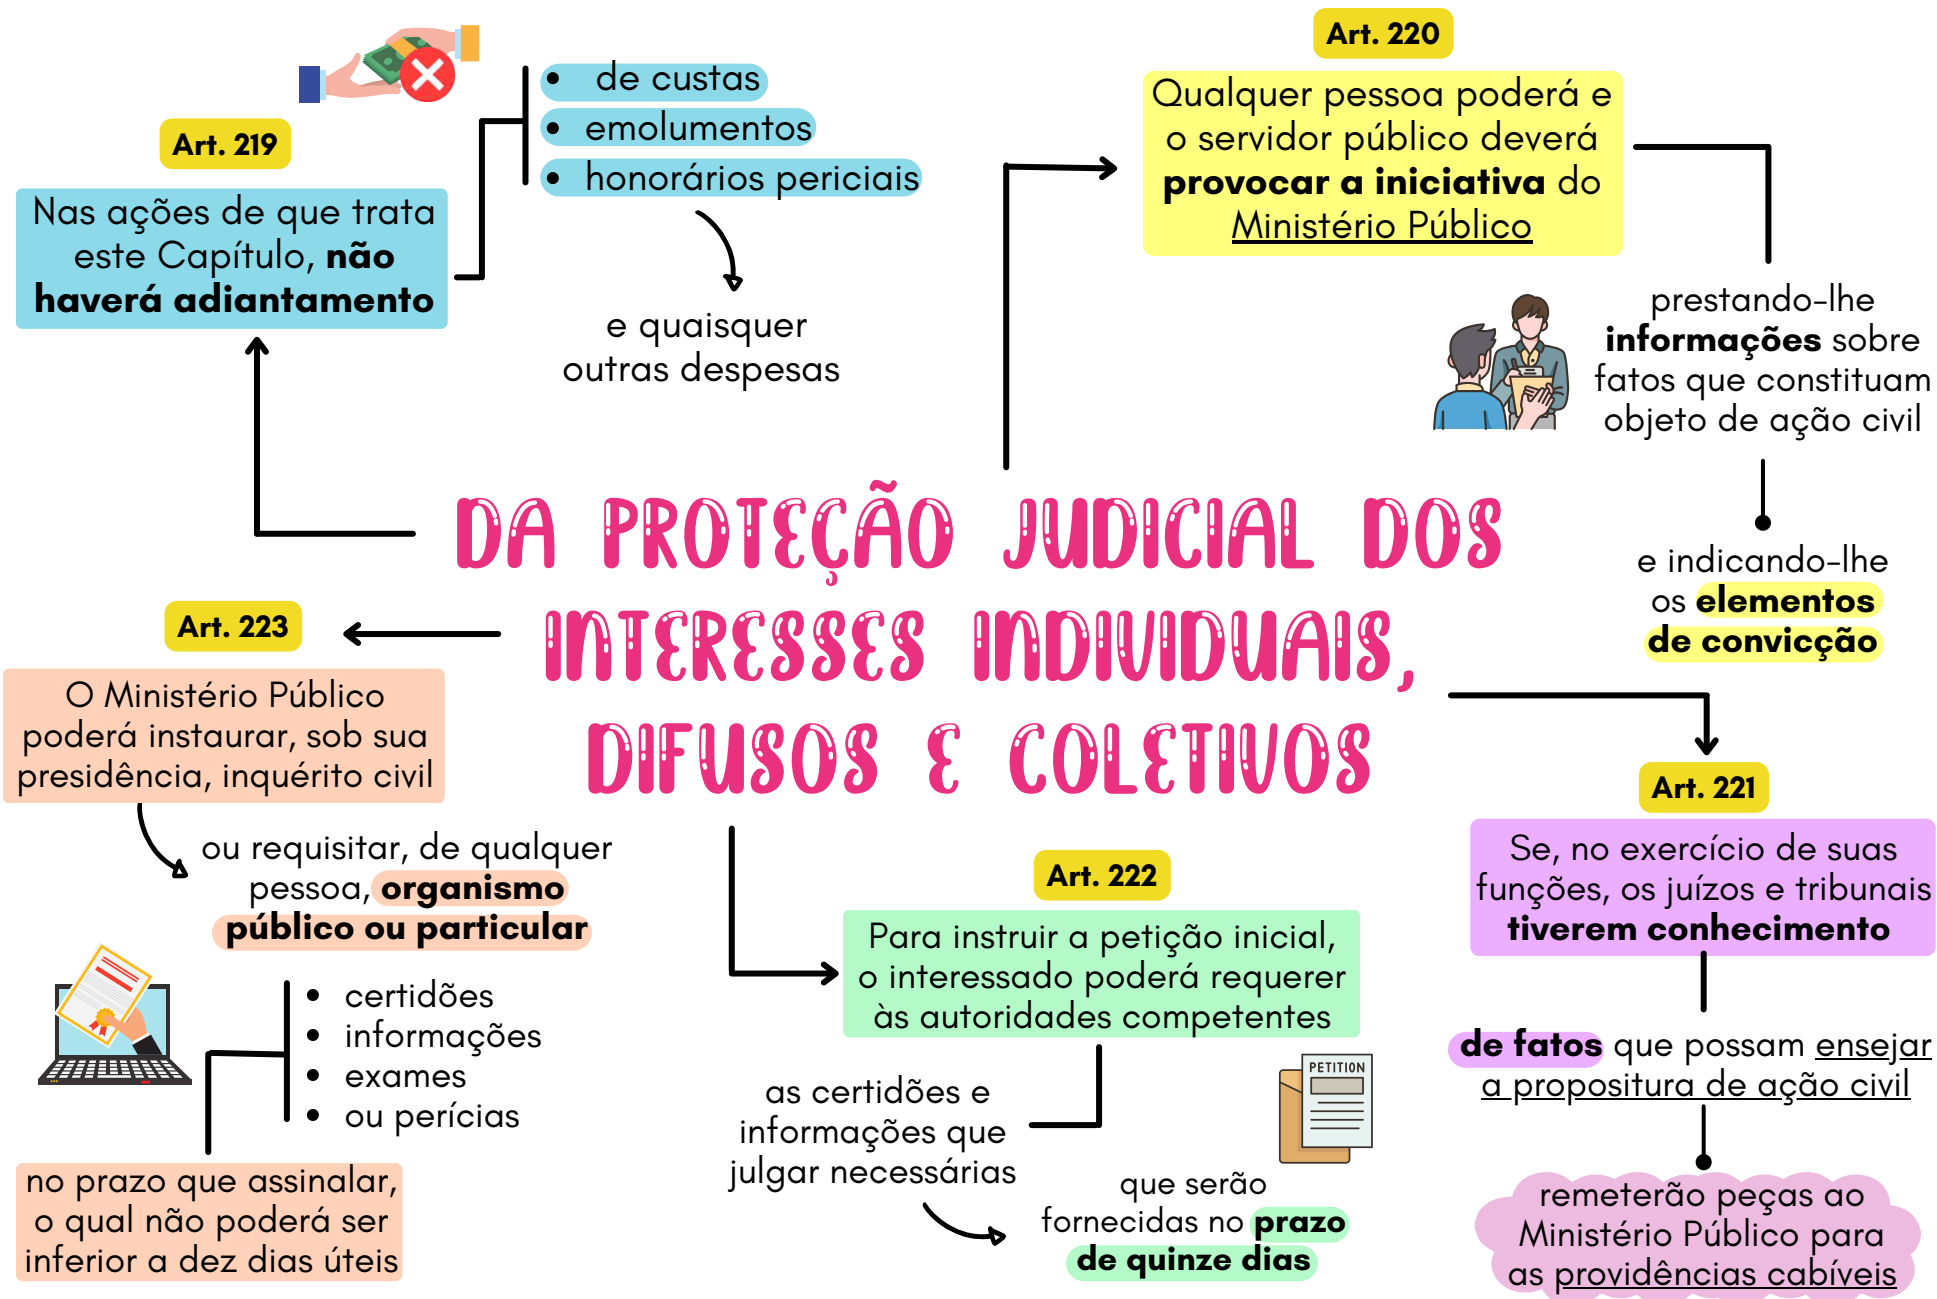 Art. 219
Nas ações de que trata
este Capítulo, não
haverá adiantamento
• de custas
• emolumentos
• honorários periciais
e quaisquer
outras despesas
Art. 220
Qualquer pessoa poderá e
o servidor público deverá
provocar a iniciativa do
Ministério Público
prestando-lhe
informações sobre
fatos que constituam
objeto de ação civil
e indicando-lhe
os elementos
de convicção
DA PROTEÇÃO JUDICIAL DOS
INTERESSES INDIVIDUAIS,
DIFUSOS E COLETIVOS
Art. 221
Se, no exercício de suas
funções, os juízos e tribunais
tiverem conhecimento
de fatos que possam ensejar
a propositura de ação civil
remeterão peças ao
Ministério Público para
as providências cabíveis
Art. 222
Para instruir a petição inicial,
o interessado poderá requerer
às autoridades competentes
as certidões e
informações que
julgar necessárias
PETITION
que serão
fornecidas no prazo
de quinze dias
Art. 223
O Ministério Público
poderá instaurar, sob sua
presidência, inquérito civil
ou requisitar, de qualquer
pessoa, organismo
público ou particular
• certidões
• informações
• exames
• ou perícias
no prazo que assinalar,
o qual não poderá ser
inferior a dez dias úteis